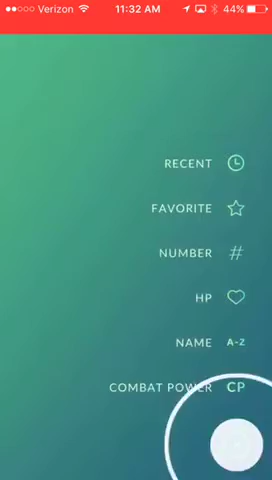 Verizon 11:32 AM 44%
RECENT
FAVORITE
NUMBER #
HP
NAME A-Z
COMBAT POWER CP